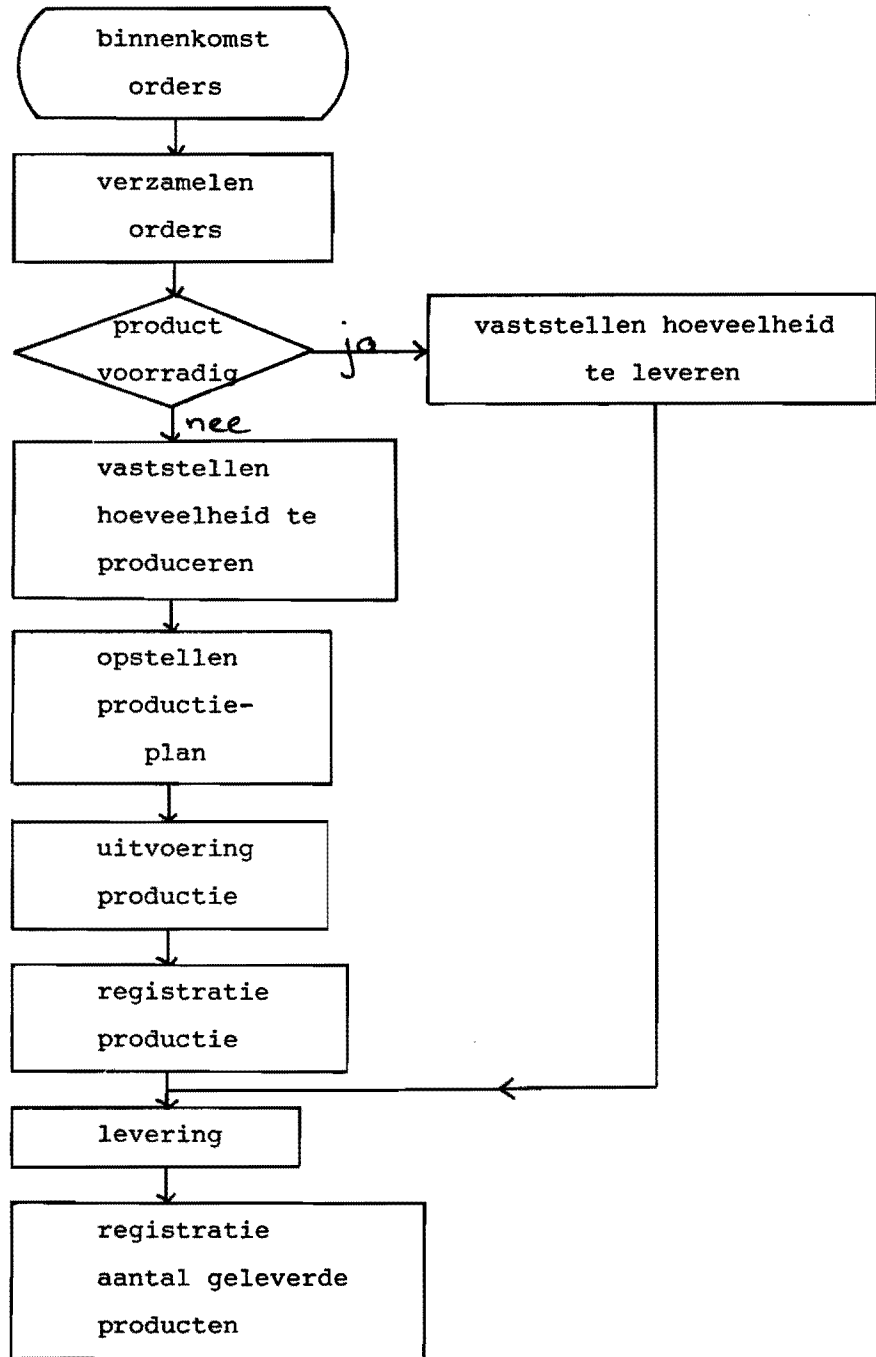 binnenkomst
orders
verzamelen
orders
product
voorradig
ja
vaststellen hoeveelheid
te leveren
nee
vaststellen
hoeveelheid te
produceren
opstellen
productie-
plan
uitvoering
productie
registratie
productie
levering
registratie
aantal geleverde
producten